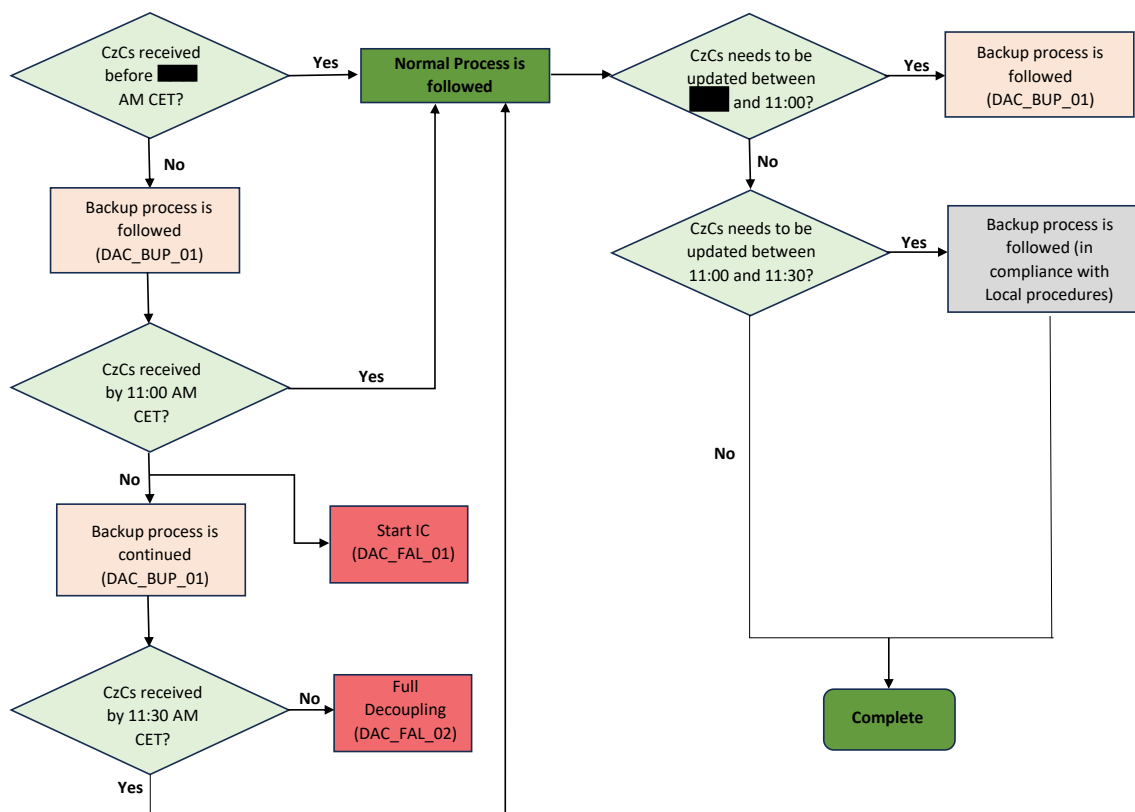 CzCs received
before
AM CET?
Yes
Normal Process is
followed
CzCs needs to be
updated between
and 11:00?
Yes
Backup process is
followed
(DAC_BUP_01)
No
Backup process is
followed
(DAC_BUP_01)
No
CzCs needs to be
updated between
11:00 and 11:30?
Yes
Backup process is
followed (in
compliance with
Local procedures)
CzCs received
by 11:00 AM
CET?
Yes
No
No
Backup process is
continued
(DAC_BUP_01)
Start IC
(DAC_FAL_01)
CzCs received
by 11:30 AM
CET?
No
Full
Decoupling
(DAC_FAL_02)
Complete
Yes